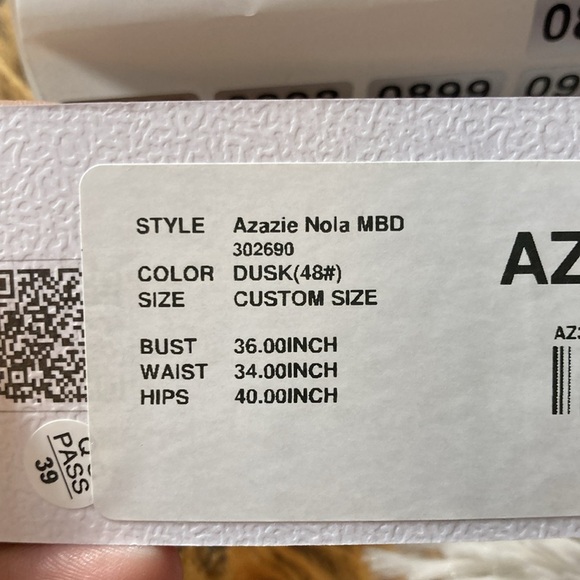 0899
STYLE Azazie Nola MBD
302690
COLOR DUSK(48#)
SIZE CUSTOM SIZE
BUST 36.00INCH
WAIST 34.00INCH
HIPS 40.00INCH
PASS
39